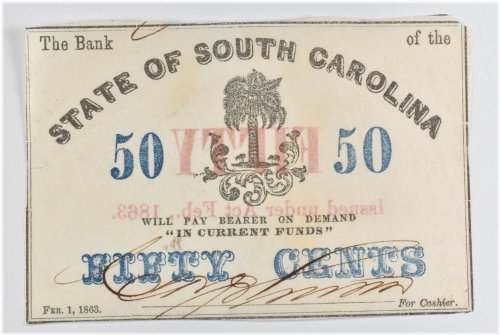 The Bank of the
STATE OF SOUTH CAROLINA
50 FIFTY 50
Issued under Act Feb., 1863.
WILL PAY BEARER ON DEMAND
"IN CURRENT FUNDS"
FIFTY CENTS
FEB. 1, 1863. For Cashier.